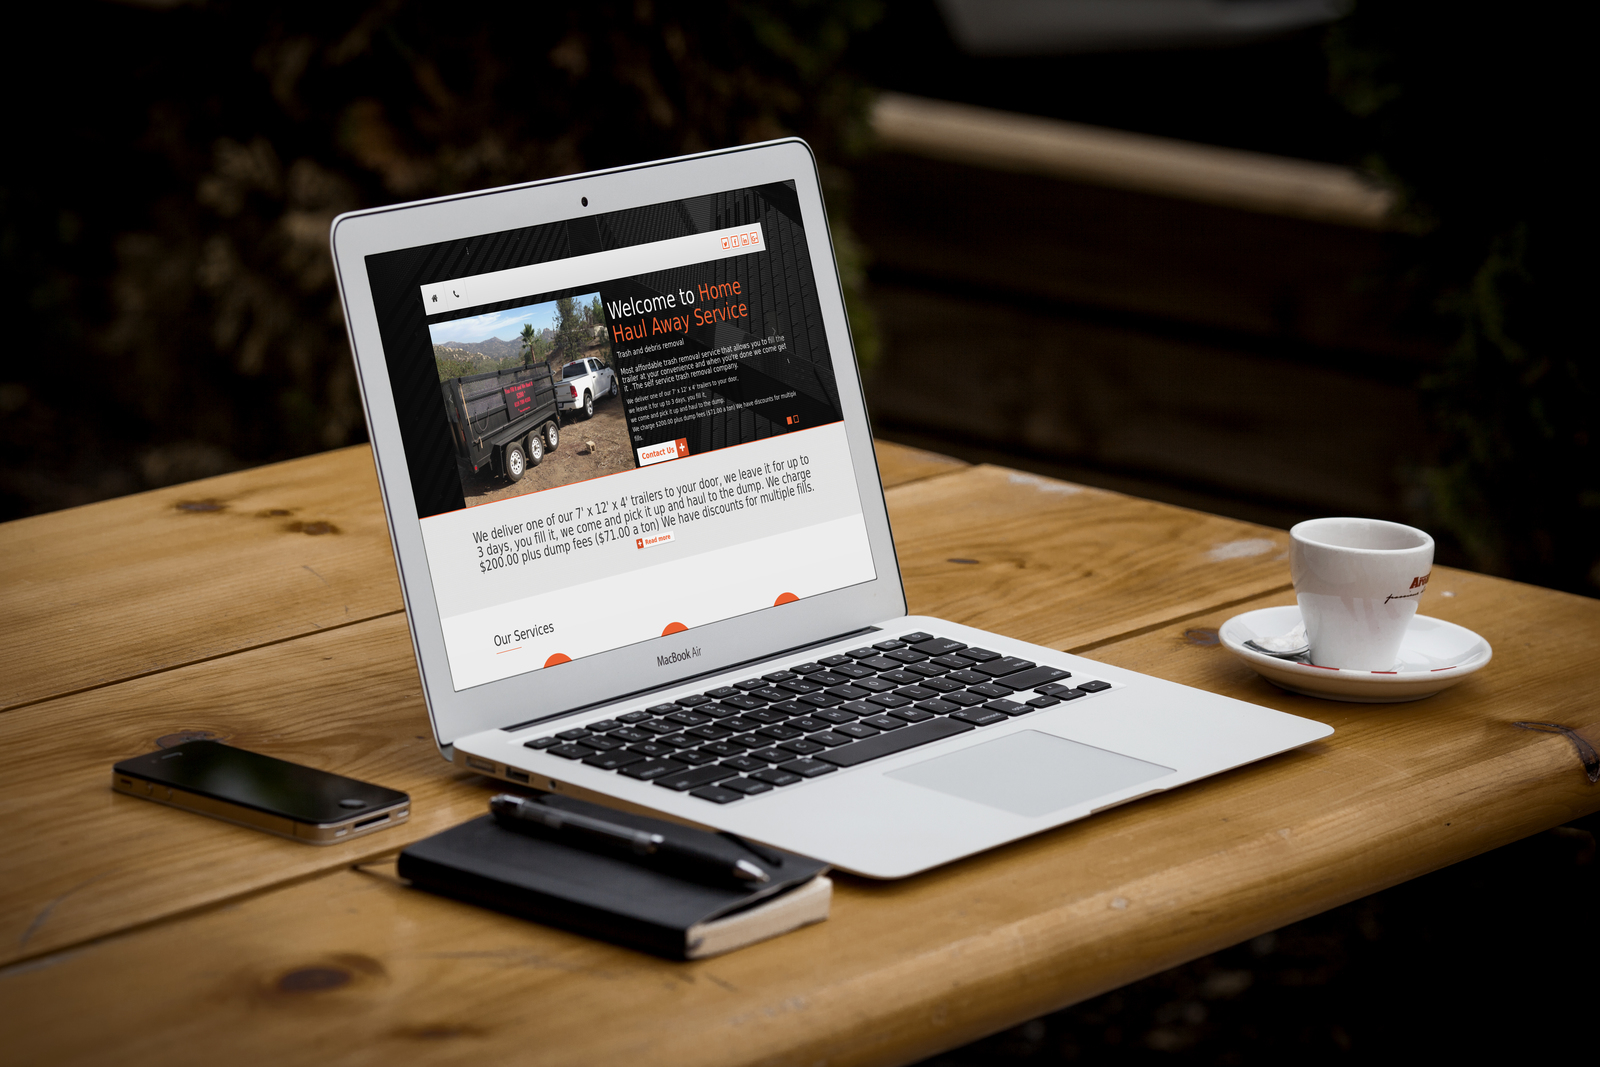 Welcome to Home
Haul Away Service
Trash and debris removal
Most affordable trash removal service that allows you to fill the
trailer at your convenience and when you're done we come get
it . The self service trash removal company.
We deliver one of our 7' x 12' x 4' trailers to your door,
we leave it for up to 3 days, you fill it,
we come and pick it up and haul to the dump.
We charge $200.00 plus dump fees ($71.00 a ton) We have discounts for multiple
fills.
Contact Us +
We deliver one of our 7' x 12' x 4' trailers to your door, we leave it for up to
3 days, you fill it, we come and pick it up and haul to the dump. We charge
$200.00 plus dump fees ($71.00 a ton) We have discounts for multiple fills.
+ Read more
Our Services
MacBook Air